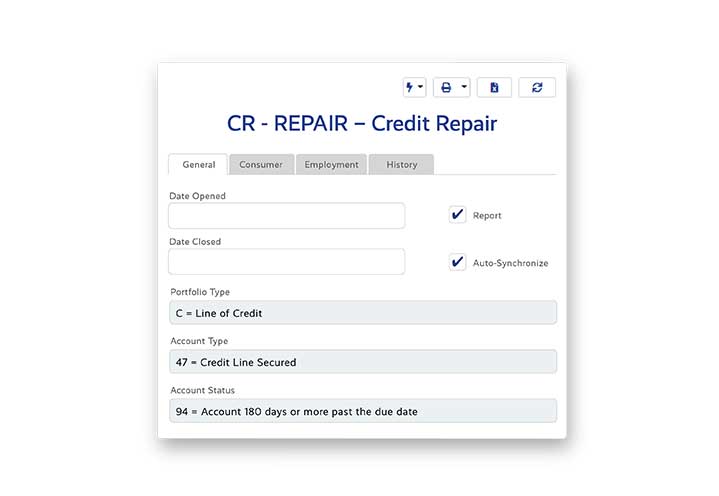 CR - REPAIR – Credit Repair
General Consumer Employment History
Date Opened
Report
Date Closed
Auto-Synchronize
Portfolio Type
C = Line of Credit
Account Type
47 = Credit Line Secured
Account Status
94 = Account 180 days or more past the due date